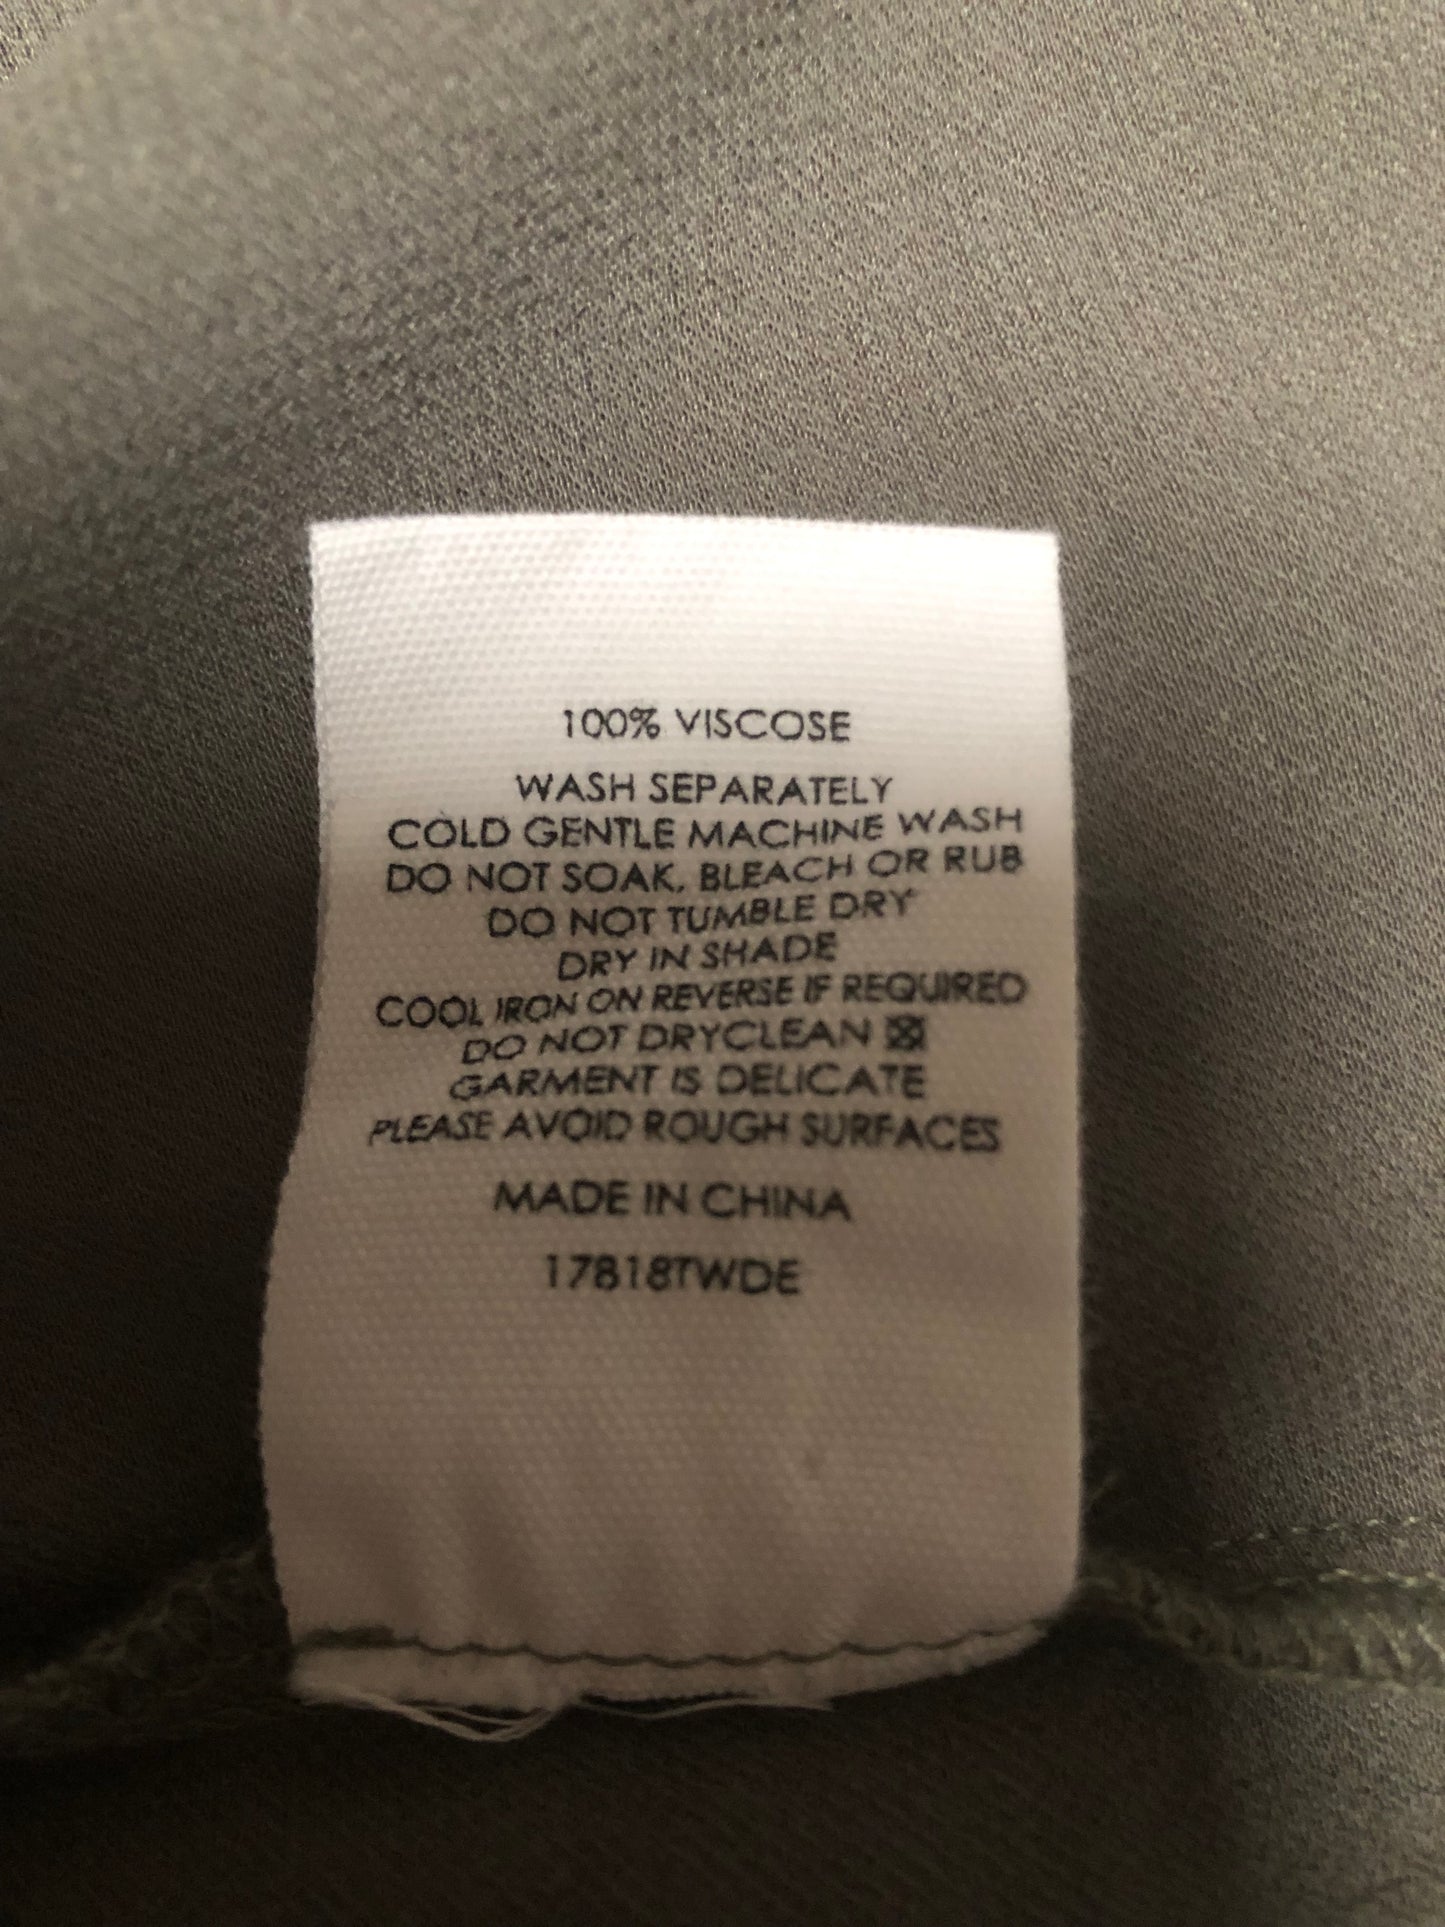 100% VISCOSE
WASH SEPARATELY
COLD GENTLE MACHINE WASH
DO NOT SOAK, BLEACH OR RUB
DO NOT TUMBLE DRY
DRY IN SHADE
COOL IRON ON REVERSE IF REQUIRED
DO NOT DRYCLEAN
GARMENT IS DELICATE
PLEASE AVOID ROUGH SURFACES
MADE IN CHINA
17818TWDE